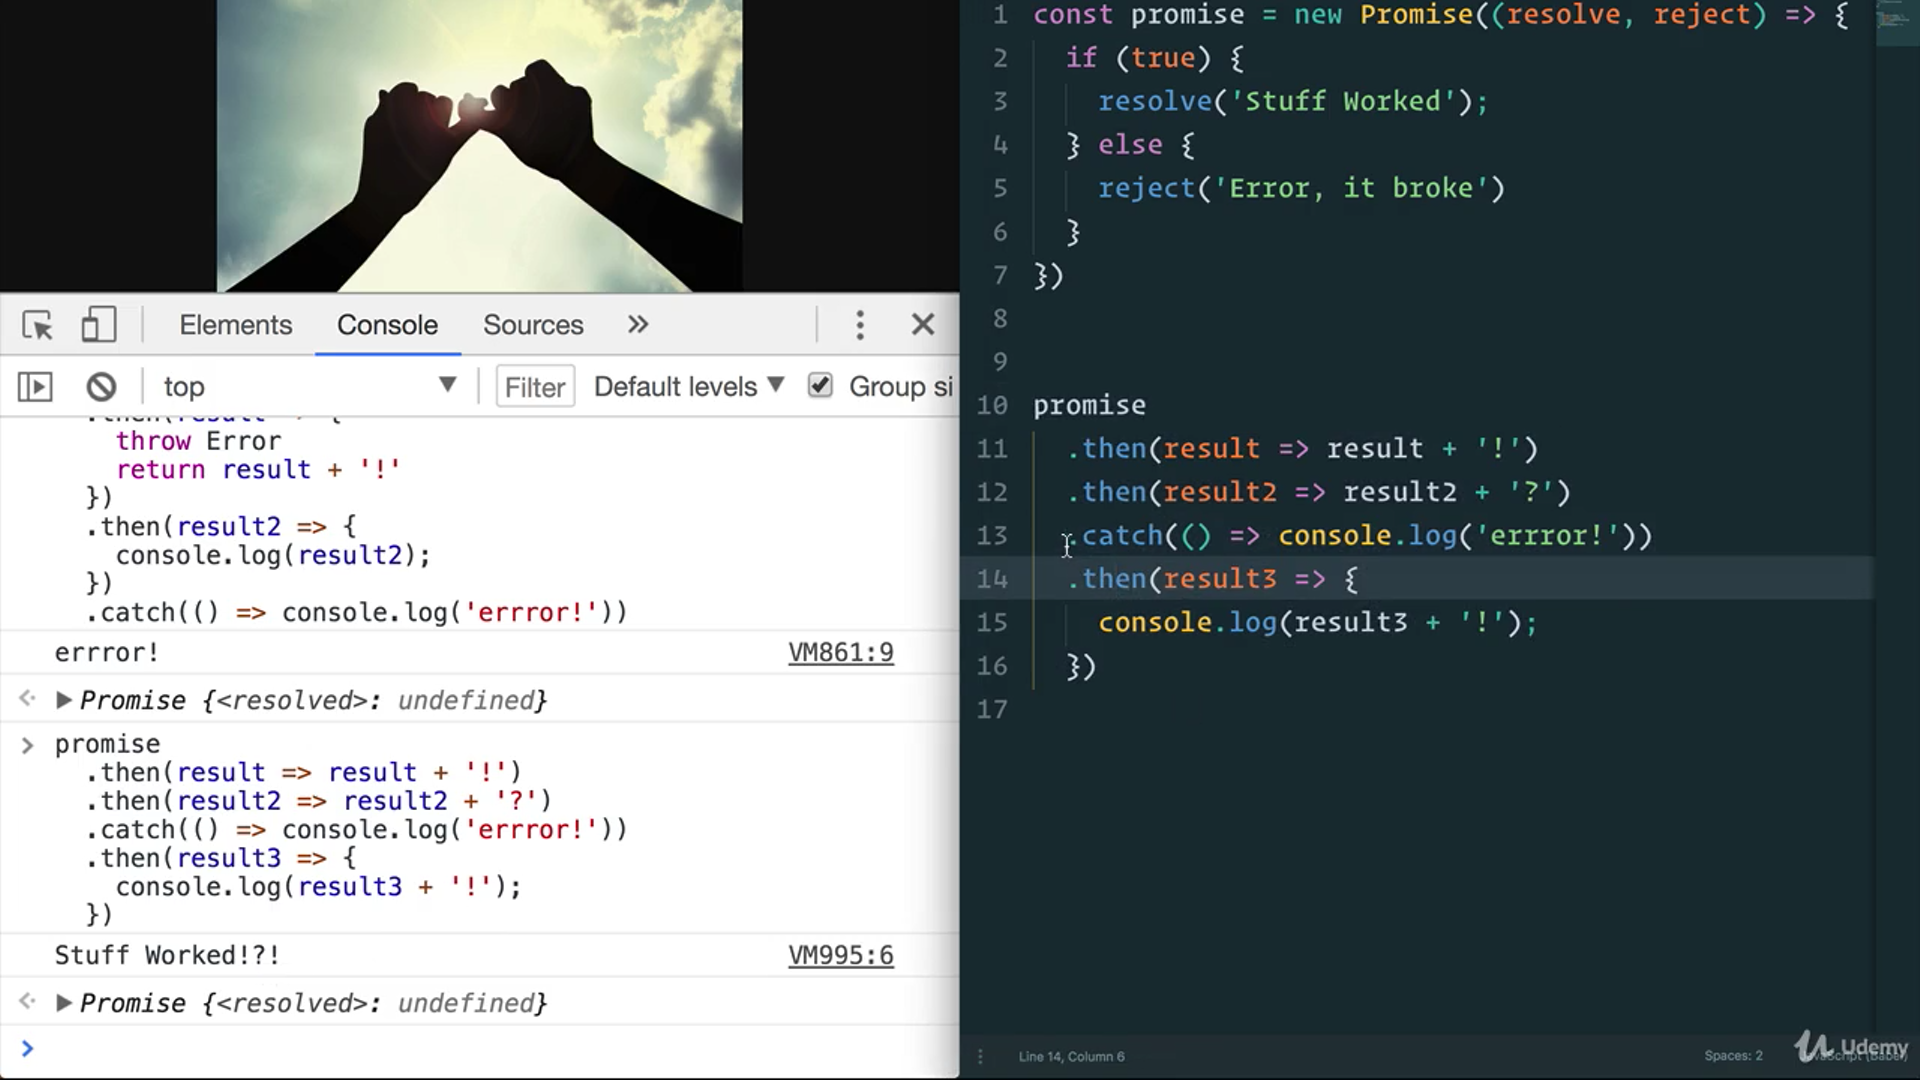 Elements Console Sources
top Filter Default levels Group si
throw Error
return result + '!'
})
.then(result2 => {
console.log(result2);
})
.catch(() => console.log('errror!'))
errror! VM861:9
Promise {<resolved>: undefined}
> promise
.then(result => result + '!')
.then(result2 => result2 + '?')
.catch(() => console.log('errror!'))
.then(result3 => {
console.log(result3 + '!');
})
Stuff Worked!?! VM995:6
Promise {<resolved>: undefined}
>
1 const promise = new Promise((resolve, reject) => {
2 if (true) {
3 resolve('Stuff Worked');
4 } else {
5 reject('Error, it broke')
6 }
7 })
8
9
10 promise
11 .then(result => result + '!')
12 .then(result2 => result2 + '?')
13 .catch(() => console.log('errror!'))
14 .then(result3 => {
15 console.log(result3 + '!');
16 })
17
Line 14, Column 6 Spaces: 2
Udemy